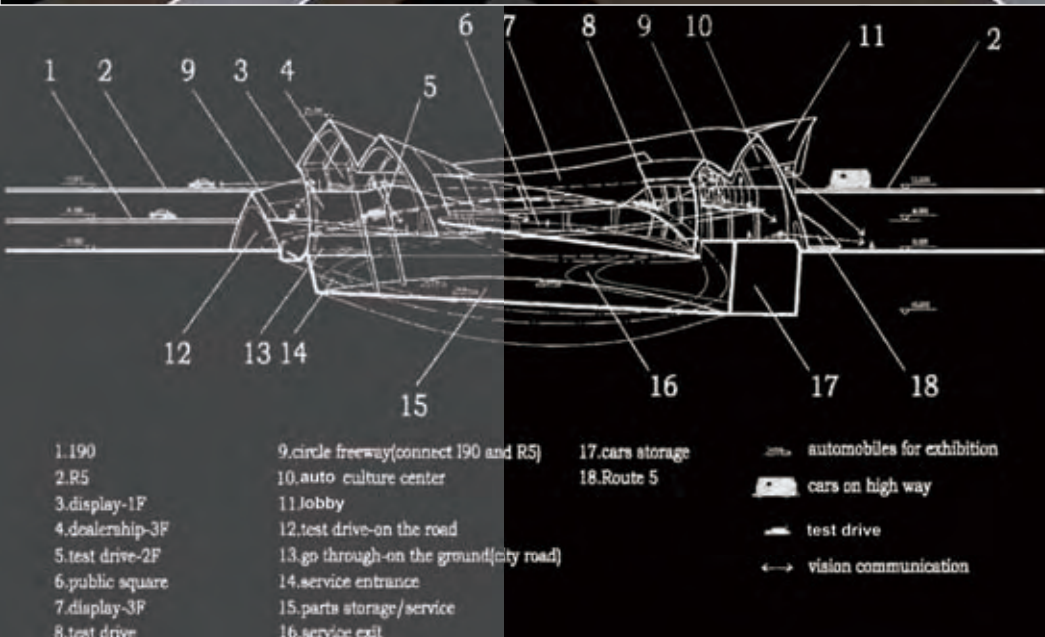 6 7 8 9 10 11 2
1 2 9 3 4 5
12 13 14 15 16 17 18
1.I90
2.R5
3.display-1F
4.dealership-3F
5.test drive-2F
6.public square
7.display-3F
8.test drive
9.circle freeway(connect I90 and R5)
10.auto culture center
11.lobby
12.test drive-on the road
13.go through-on the ground(city road)
14.service entrance
15.parts storage/service
16.service exit
17.cars storage
18.Route 5
automobiles for exhibition
cars on high way
test drive
vision communication